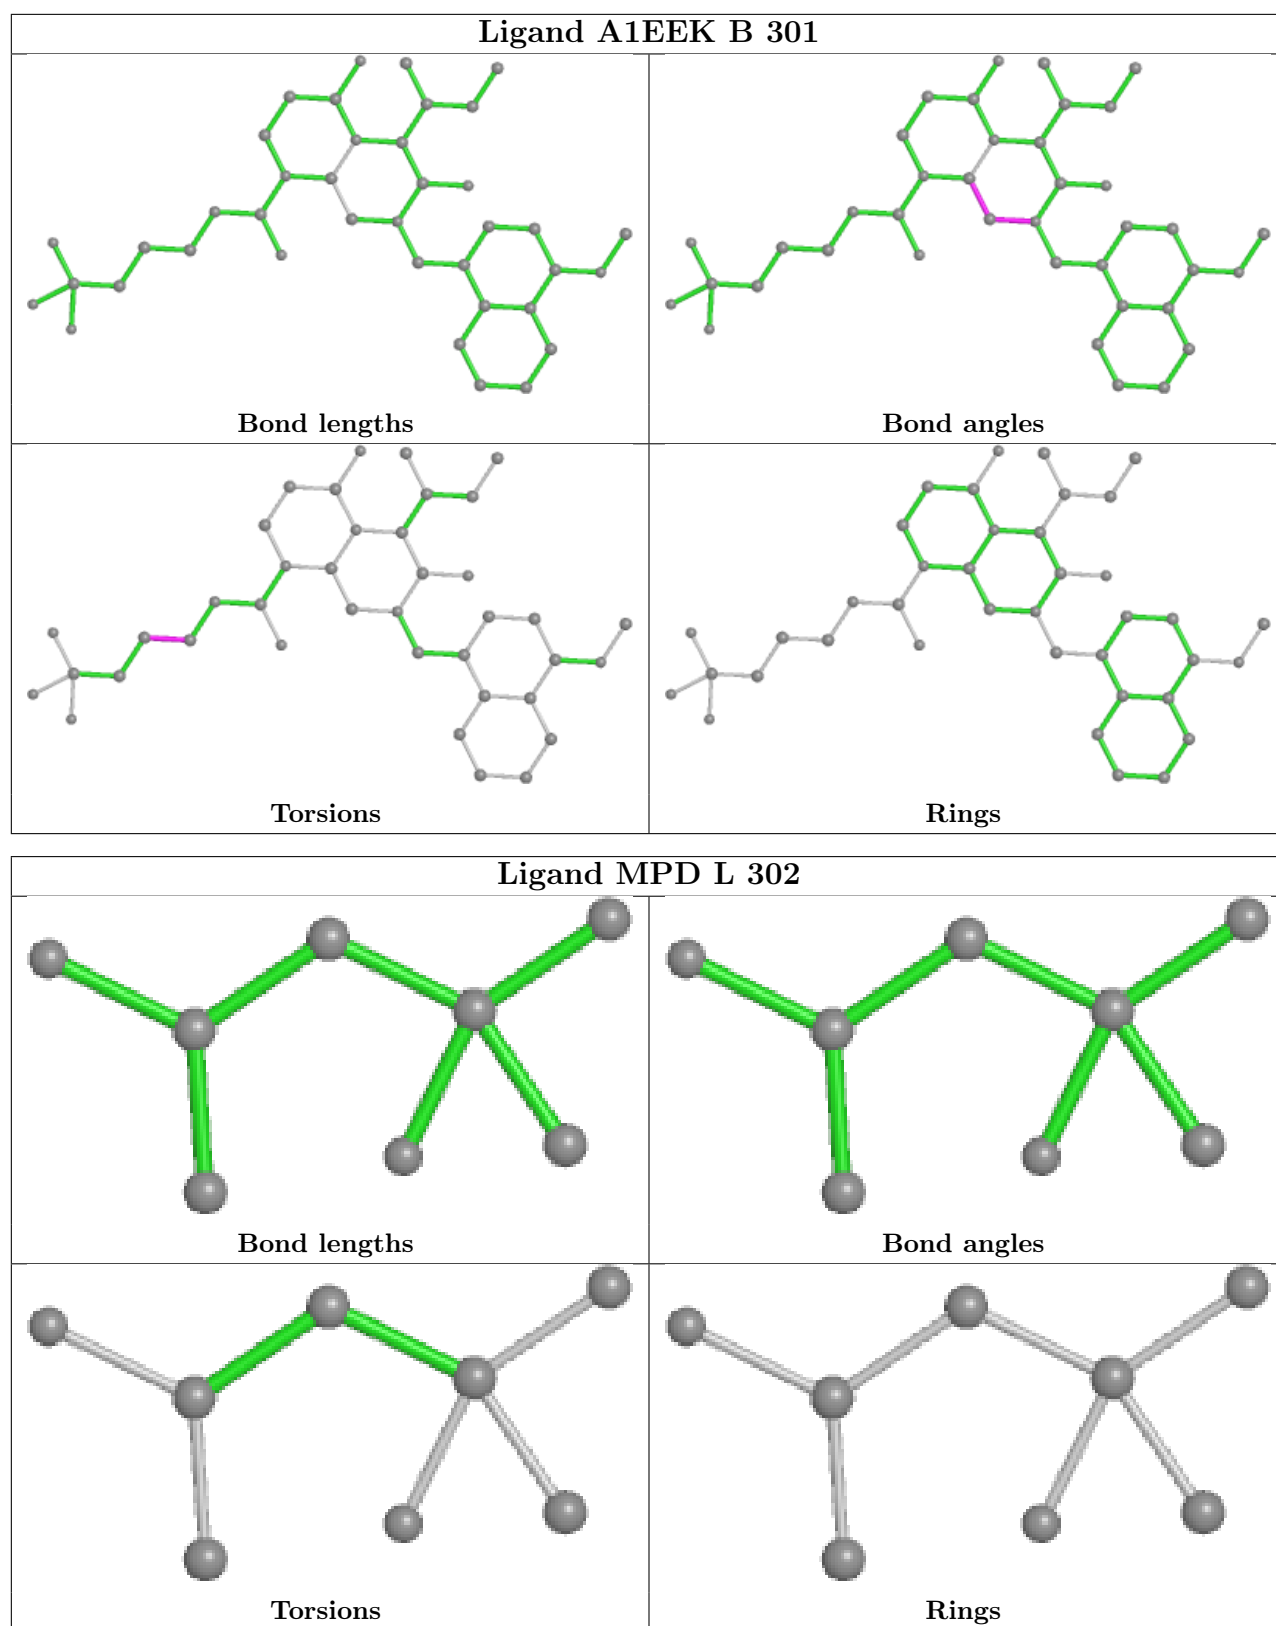 Ligand A1EEK B 301
Bond lengths
Bond angles
Torsions
Rings
Ligand MPD L 302
Bond lengths
Bond angles
Torsions
Rings